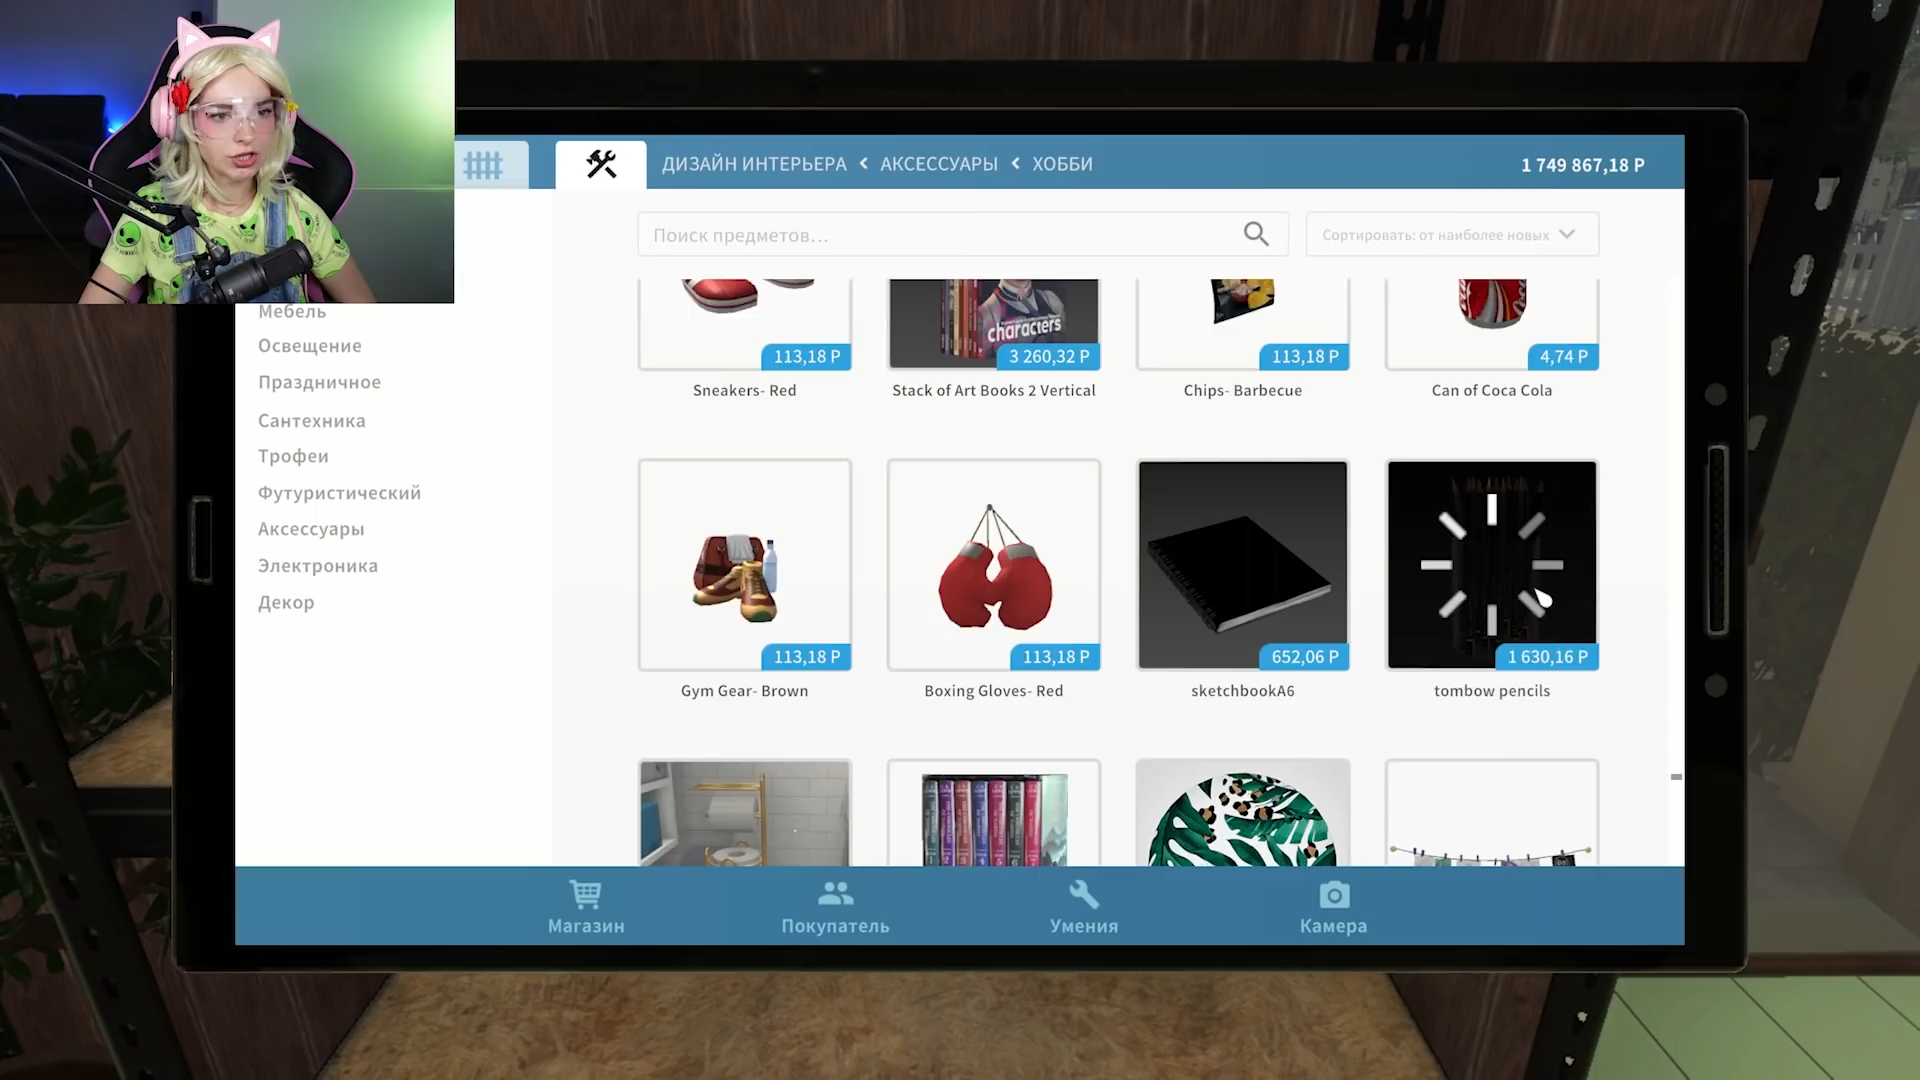 ДИЗАЙН ИНТЕРЬЕРА < АКСЕССУАРЫ < ХОББИ
1 749 867,18 Р
Поиск предметов...
Сортировать: от наиболее новых
Мебель
Освещение
Праздничное
Сантехника
Трофеи
Футуристический
Аксессуары
Электроника
Декор
characters
113,18 Р
3 260,32 Р
113,18 Р
4,74 Р
Sneakers- Red
Stack of Art Books 2 Vertical
Chips- Barbecue
Can of Coca Cola
113,18 Р
113,18 Р
652,06 Р
1 630,16 Р
Gym Gear- Brown
Boxing Gloves- Red
sketchbookA6
tombow pencils
Магазин
Покупатель
Умения
Камера